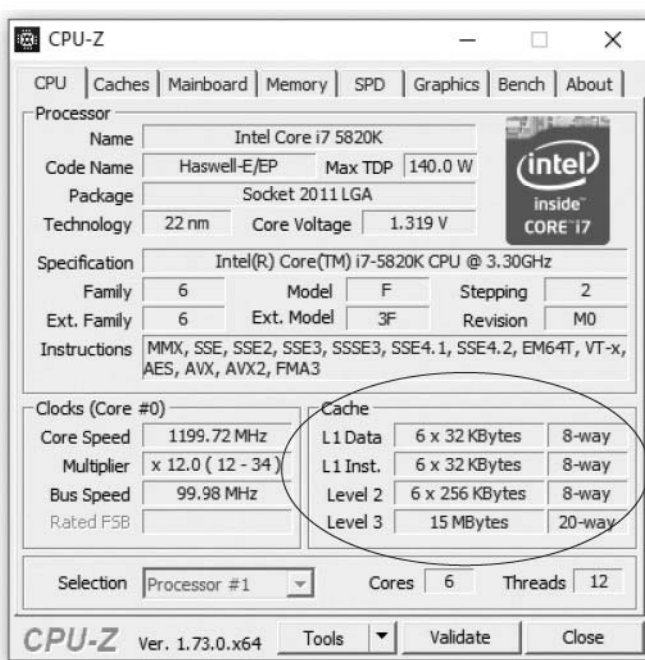 CPU-Z
CPU Caches Mainboard Memory SPD Graphics Bench About
Processor
Name Intel Core i7 5820K
Code Name Haswell-E/EP Max TDP 140.0 W
Package Socket 2011 LGA
Technology 22 nm Core Voltage 1.319 V
intel
inside™
CORE™ i7
Specification Intel(R) Core(TM) i7-5820K CPU @ 3.30GHz
Family 6 Model F Stepping 2
Ext. Family 6 Ext. Model 3F Revision M0
Instructions MMX, SSE, SSE2, SSE3, SSSE3, SSE4.1, SSE4.2, EM64T, VT-x,
AES, AVX, AVX2, FMA3
Clocks (Core #0)
Core Speed 1199.72 MHz
Multiplier x 12.0 ( 12 - 34 )
Bus Speed 99.98 MHz
Rated FSB
Cache
L1 Data 6 x 32 KBytes 8-way
L1 Inst. 6 x 32 KBytes 8-way
Level 2 6 x 256 KBytes 8-way
Level 3 15 MBytes 20-way
Selection Processor #1 Cores 6 Threads 12
CPU-Z Ver. 1.73.0.x64 Tools Validate Close